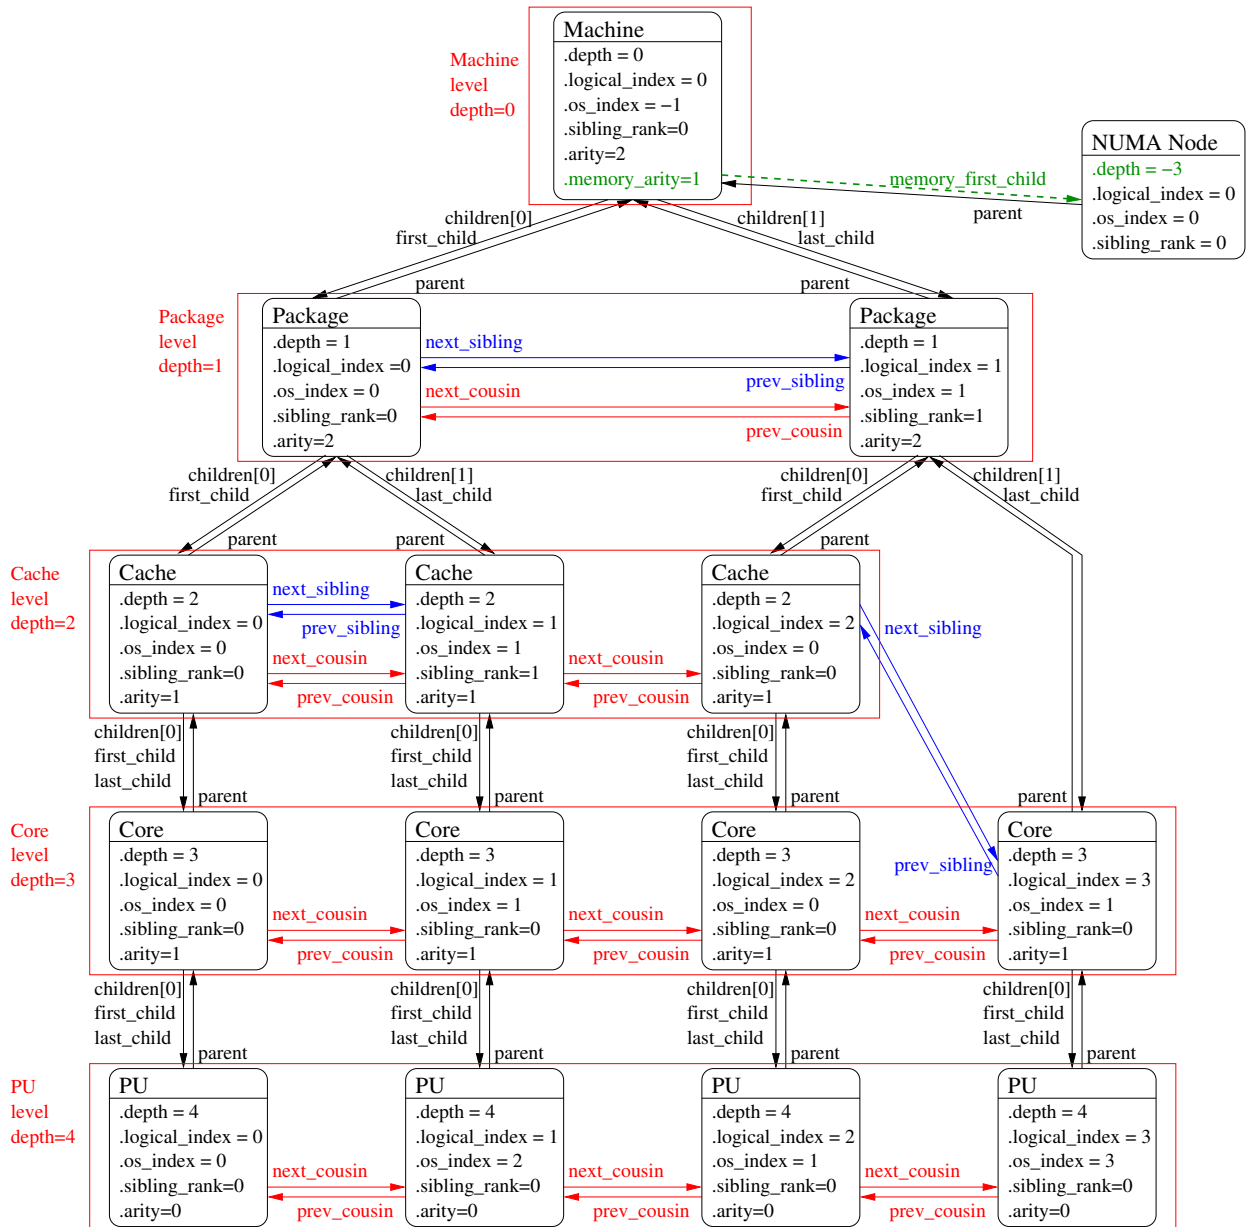 Machine
.depth = 0
.logical_index = 0
.os_index = −1
.sibling_rank=0
.arity=2
.memory_arity=1
Machine
level
depth=0
NUMA Node
.depth = −3
.logical_index = 0
.os_index = 0
.sibling_rank = 0
memory_first_child
parent
children[0]
first_child
children[1]
last_child
parent
parent
Package
level
depth=1
Package
.depth = 1
.logical_index =0
.os_index = 0
.sibling_rank=0
.arity=2
next_sibling
prev_sibling
next_cousin
prev_cousin
Package
.depth = 1
.logical_index = 1
.os_index = 1
.sibling_rank=1
.arity=2
children[0]
first_child
children[1]
last_child
children[0]
first_child
children[1]
last_child
parent
parent
parent
Cache
level
depth=2
Cache
.depth = 2
.logical_index = 0
.os_index = 0
.sibling_rank=0
.arity=1
next_sibling
prev_sibling
next_cousin
prev_cousin
Cache
.depth = 2
.logical_index = 1
.os_index = 1
.sibling_rank=1
.arity=1
next_cousin
prev_cousin
Cache
.depth = 2
.logical_index = 2
.os_index = 0
.sibling_rank=0
.arity=1
next_sibling
prev_sibling
children[0]
first_child
last_child
parent
children[0]
first_child
last_child
parent
children[0]
first_child
last_child
parent
parent
Core
level
depth=3
Core
.depth = 3
.logical_index = 0
.os_index = 0
.sibling_rank=0
.arity=1
next_cousin
prev_cousin
Core
.depth = 3
.logical_index = 1
.os_index = 1
.sibling_rank=0
.arity=1
next_cousin
prev_cousin
Core
.depth = 3
.logical_index = 2
.os_index = 0
.sibling_rank=0
.arity=1
next_cousin
prev_cousin
Core
.depth = 3
.logical_index = 3
.os_index = 1
.sibling_rank=0
.arity=1
children[0]
first_child
last_child
parent
children[0]
first_child
last_child
parent
children[0]
first_child
last_child
parent
children[0]
first_child
last_child
parent
PU
level
depth=4
PU
.depth = 4
.logical_index = 0
.os_index = 0
.sibling_rank=0
.arity=0
next_cousin
prev_cousin
PU
.depth = 4
.logical_index = 1
.os_index = 2
.sibling_rank=0
.arity=0
next_cousin
prev_cousin
PU
.depth = 4
.logical_index = 2
.os_index = 1
.sibling_rank=0
.arity=0
next_cousin
prev_cousin
PU
.depth = 4
.logical_index = 3
.os_index = 3
.sibling_rank=0
.arity=0